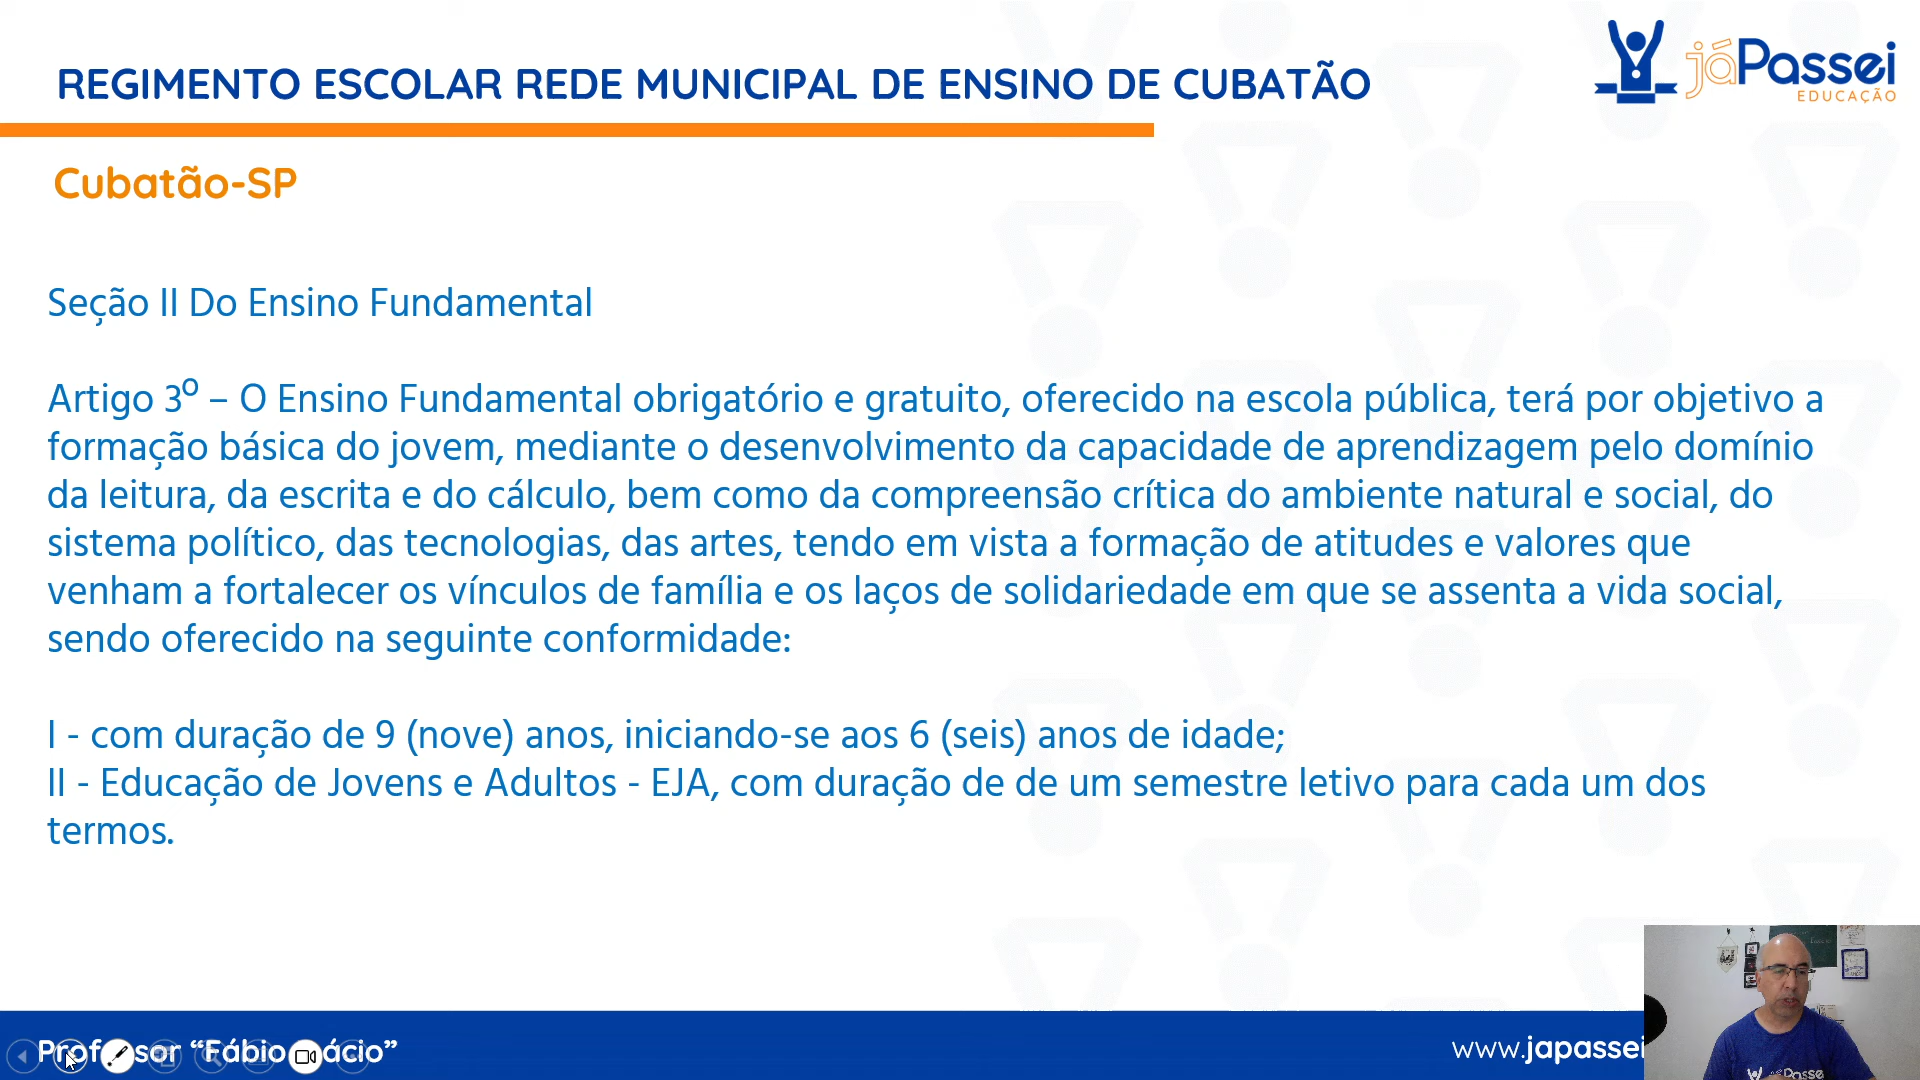 REGIMENTO ESCOLAR REDE MUNICIPAL DE ENSINO DE CUBATÃO
jáPassei
EDUCAÇÃO
Cubatão-SP
Seção II Do Ensino Fundamental
Artigo 3º – O Ensino Fundamental obrigatório e gratuito, oferecido na escola pública, terá por objetivo a
formação básica do jovem, mediante o desenvolvimento da capacidade de aprendizagem pelo domínio
da leitura, da escrita e do cálculo, bem como da compreensão crítica do ambiente natural e social, do
sistema político, das tecnologias, das artes, tendo em vista a formação de atitudes e valores que
venham a fortalecer os vínculos de família e os laços de solidariedade em que se assenta a vida social,
sendo oferecido na seguinte conformidade:
I - com duração de 9 (nove) anos, iniciando-se aos 6 (seis) anos de idade;
II - Educação de Jovens e Adultos - EJA, com duração de de um semestre letivo para cada um dos
termos.
“Fábio
www.japassei